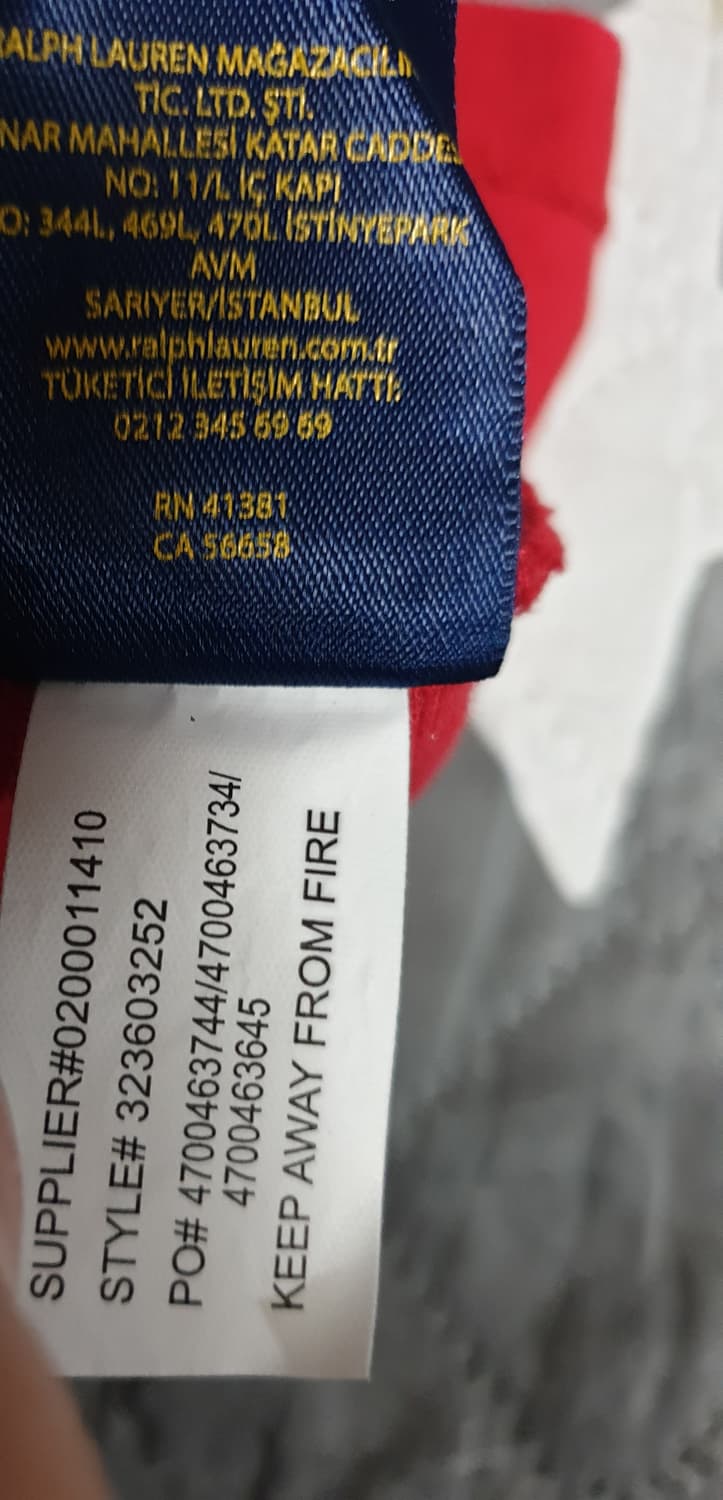 RALPH LAUREN MAĞAZACILI
TİC. LTD. ŞTİ.
NAR MAHALLESİ KATAR CADDE
NO: 11/L İÇ KAPI
O: 344L, 469L, 470L İSTİNYEPARK
AVM
SARIYER/İSTANBUL
www.ralphlauren.com.tr
TÜKETİCİ İLETİŞİM HATTI:
0212 345 69 69
RN 41381
CA 56658
SUPPLIER#0200011410
STYLE# 323603252
PO# 4700463744/4700463734/
4700463645
KEEP AWAY FROM FIRE